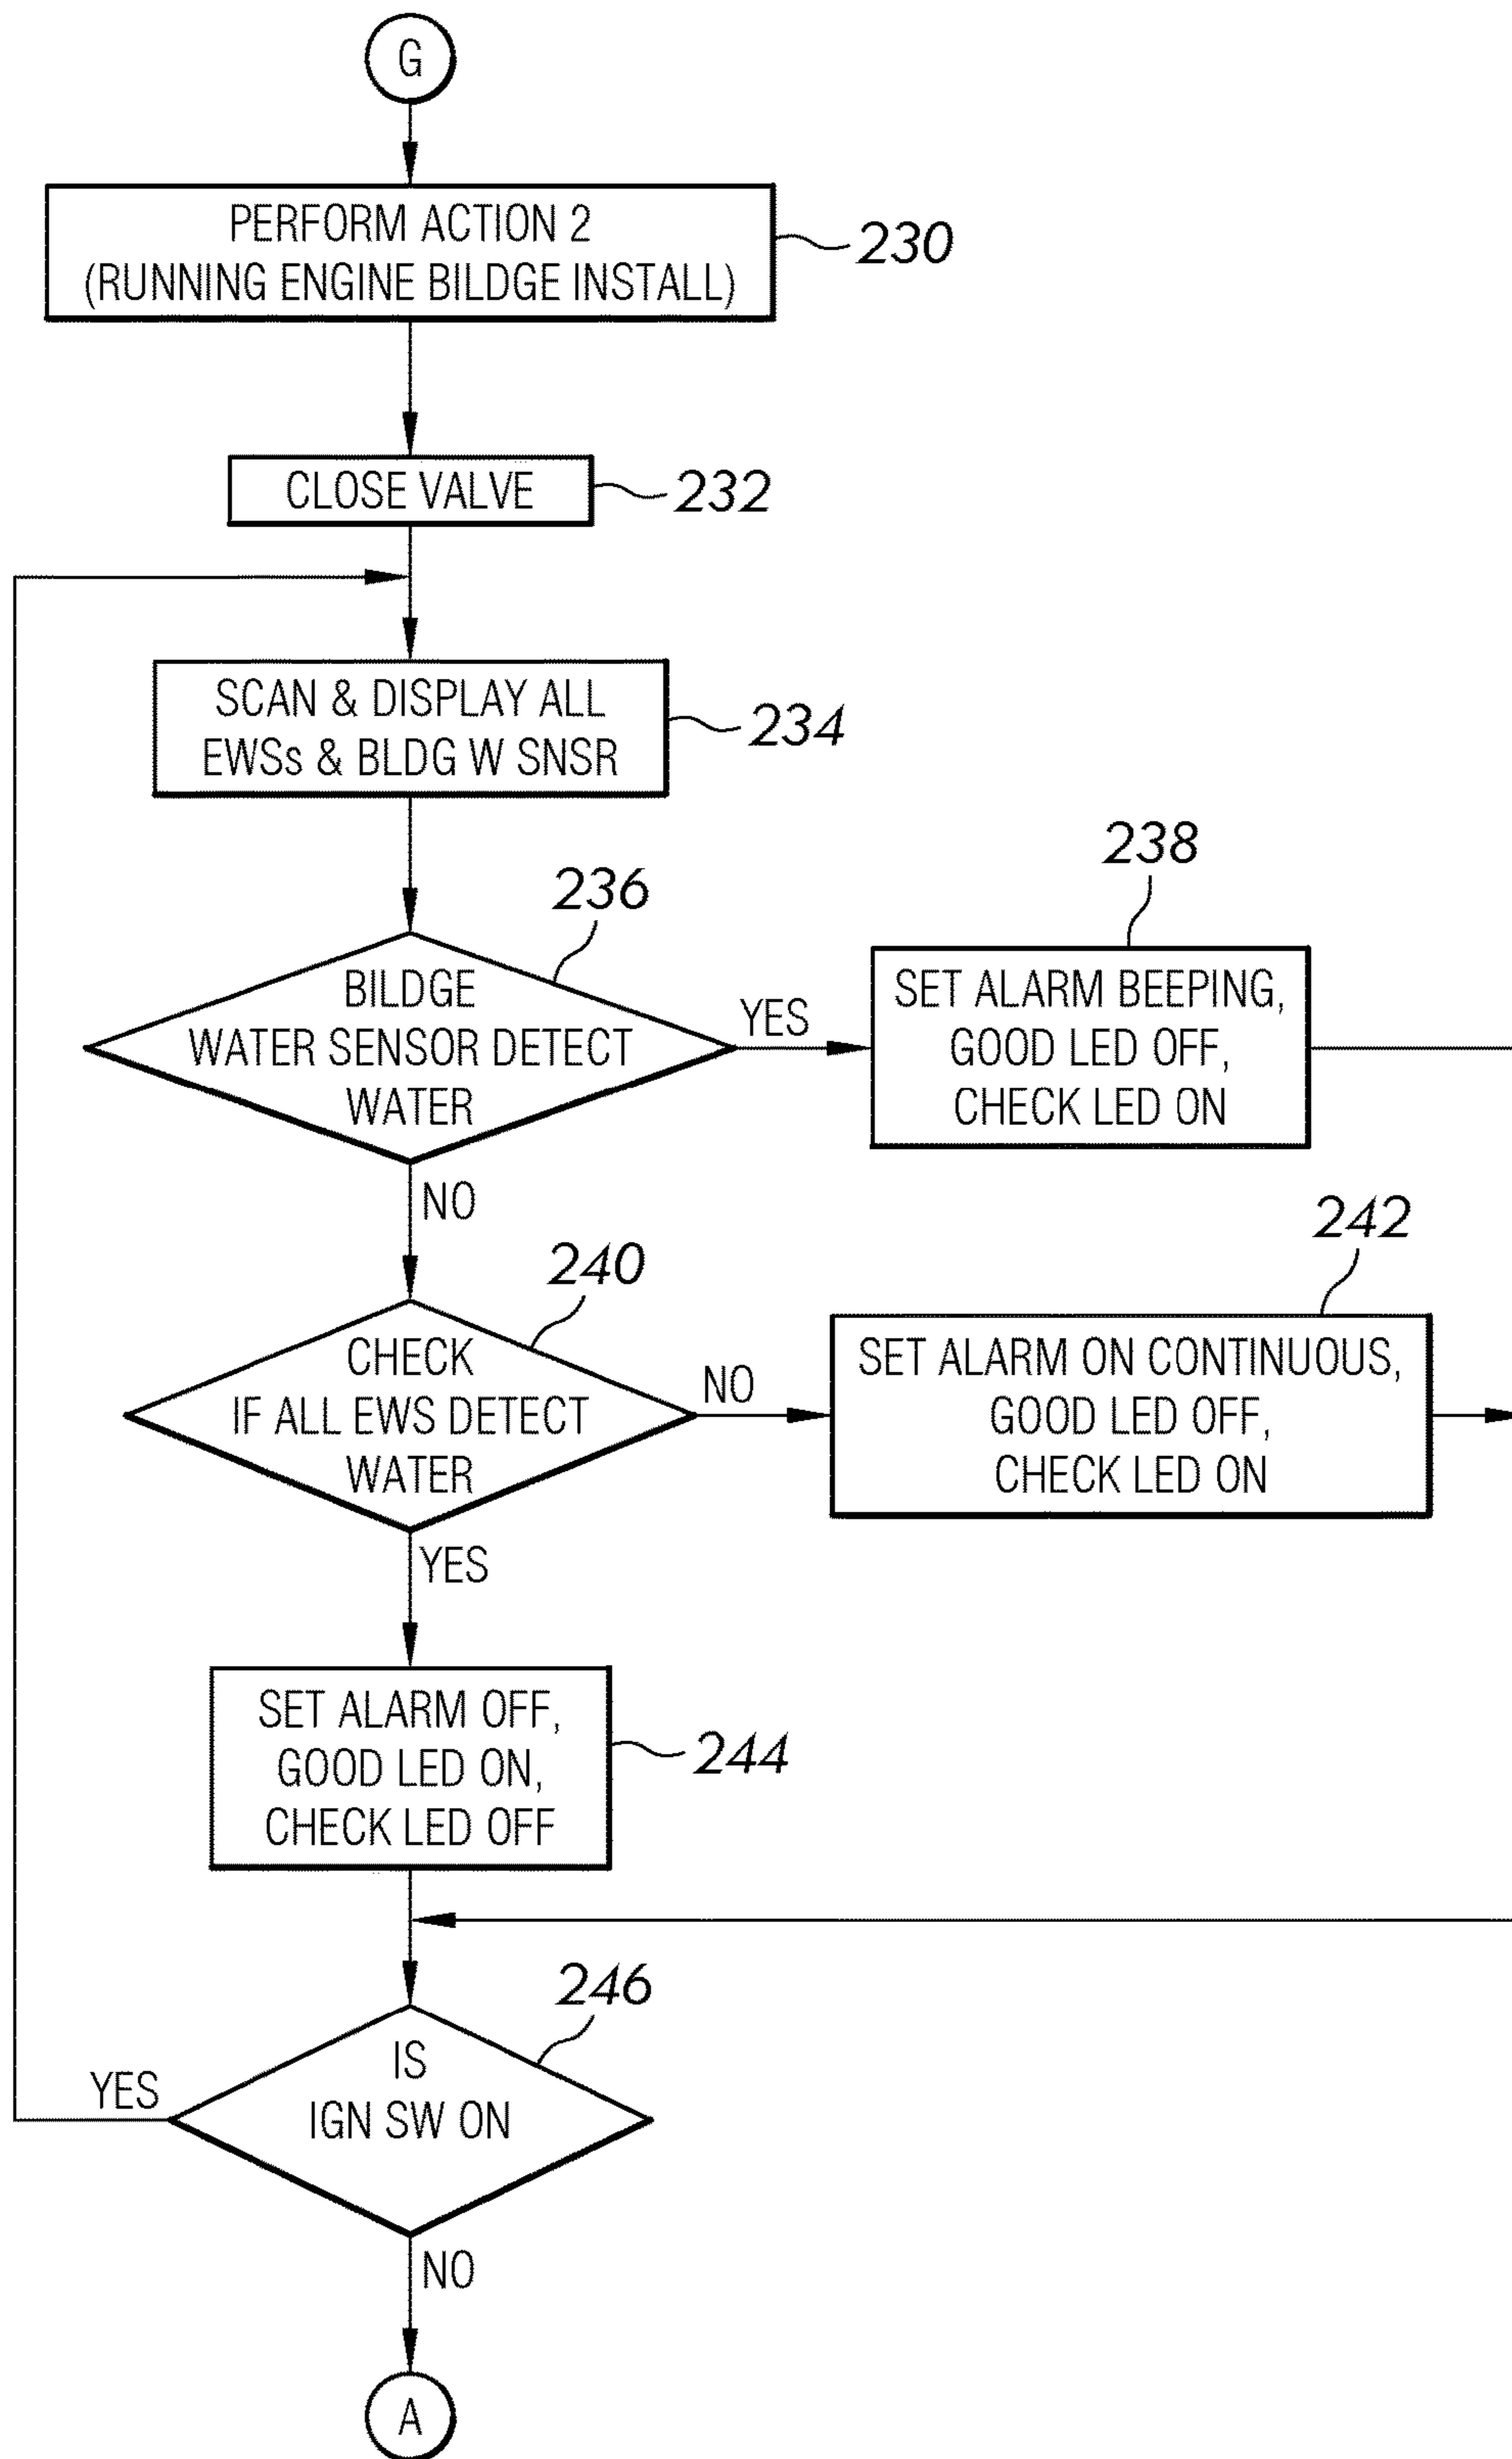 G
PERFORM ACTION 2
(RUNNING ENGINE BILDGE INSTALL)
230
CLOSE VALVE
232
SCAN & DISPLAY ALL
EWSs & BLDG W SNSR
234
236
BILDGE
WATER SENSOR DETECT
WATER
YES
238
SET ALARM BEEPING,
GOOD LED OFF,
CHECK LED ON
NO
240
CHECK
IF ALL EWS DETECT
WATER
NO
242
SET ALARM ON CONTINUOUS,
GOOD LED OFF,
CHECK LED ON
YES
SET ALARM OFF,
GOOD LED ON,
CHECK LED OFF
244
246
IS
IGN SW ON
YES
NO
A